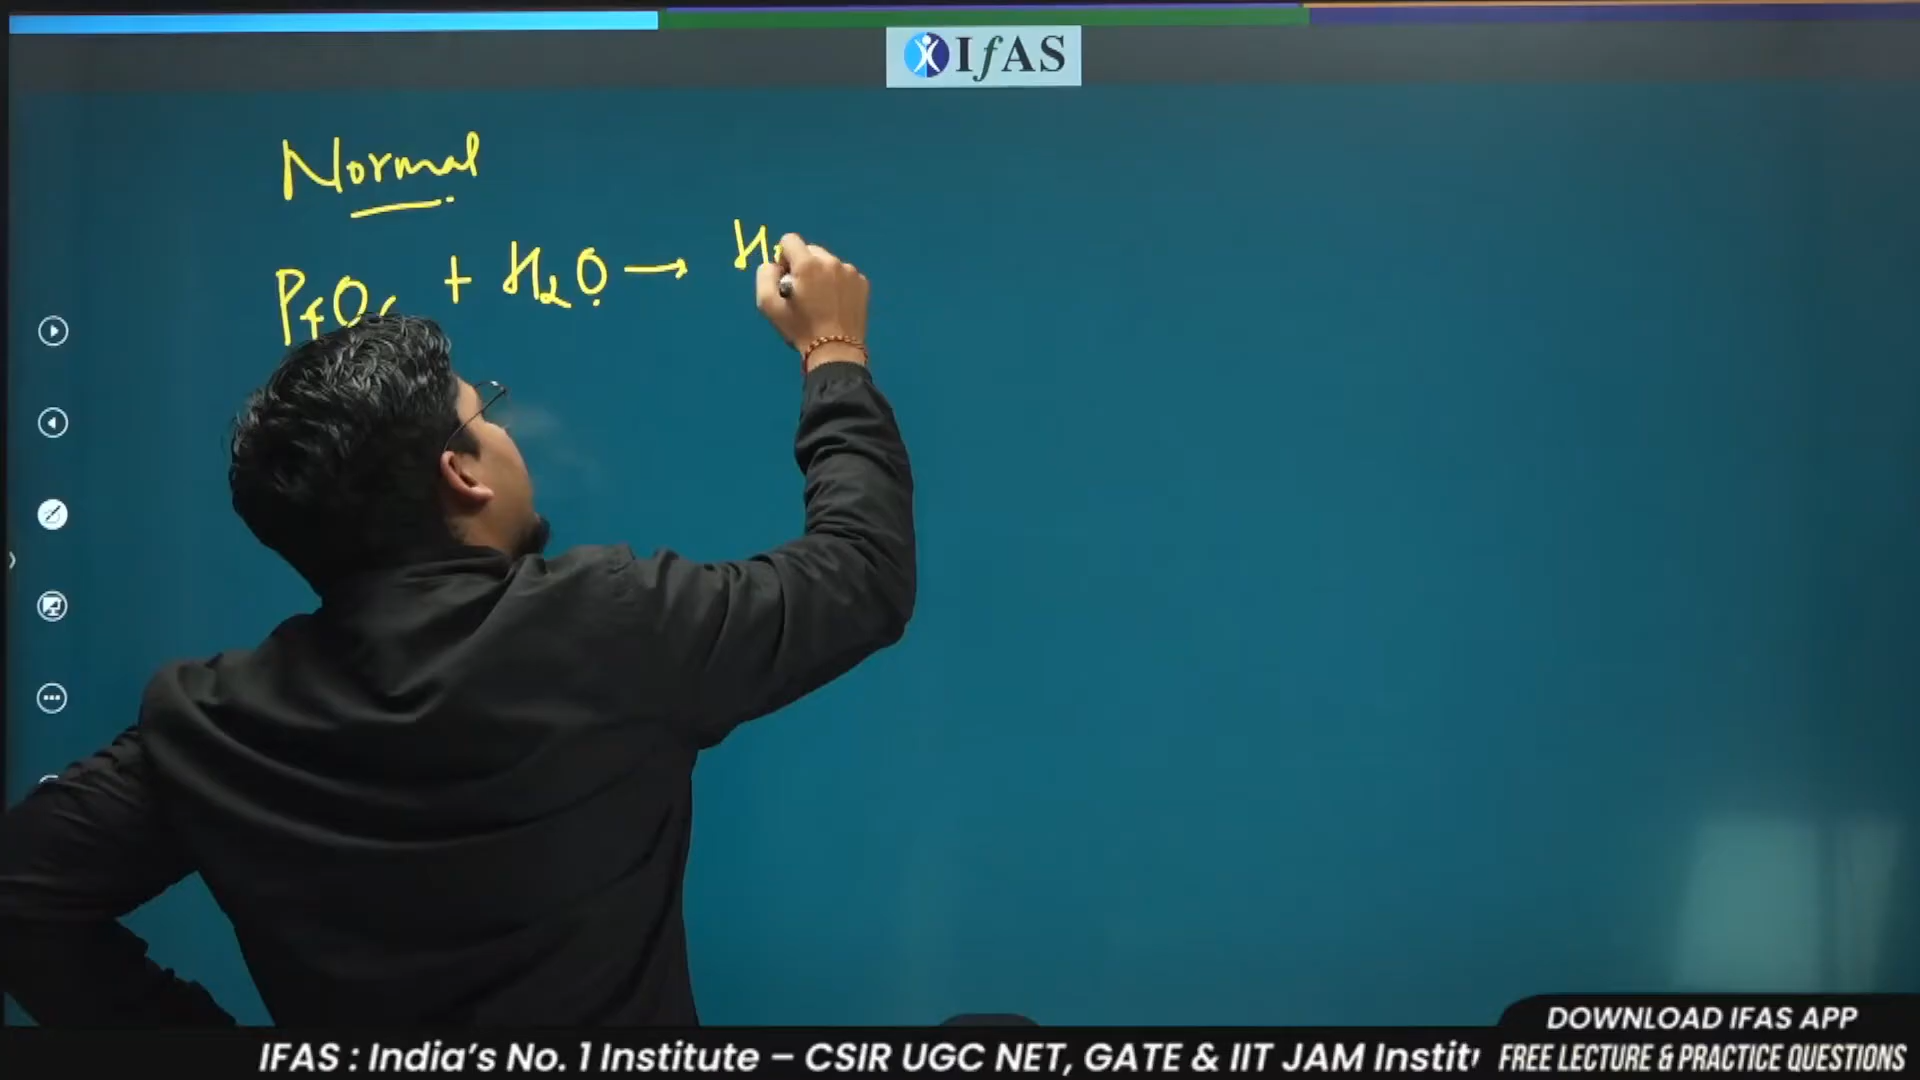 IfAS
Normal
P4O6 + H2O → H
IFAS : India's No. 1 Institute – CSIR UGC NET, GATE & IIT JAM Instit
DOWNLOAD IFAS APP
FREE LECTURE & PRACTICE QUESTIONS